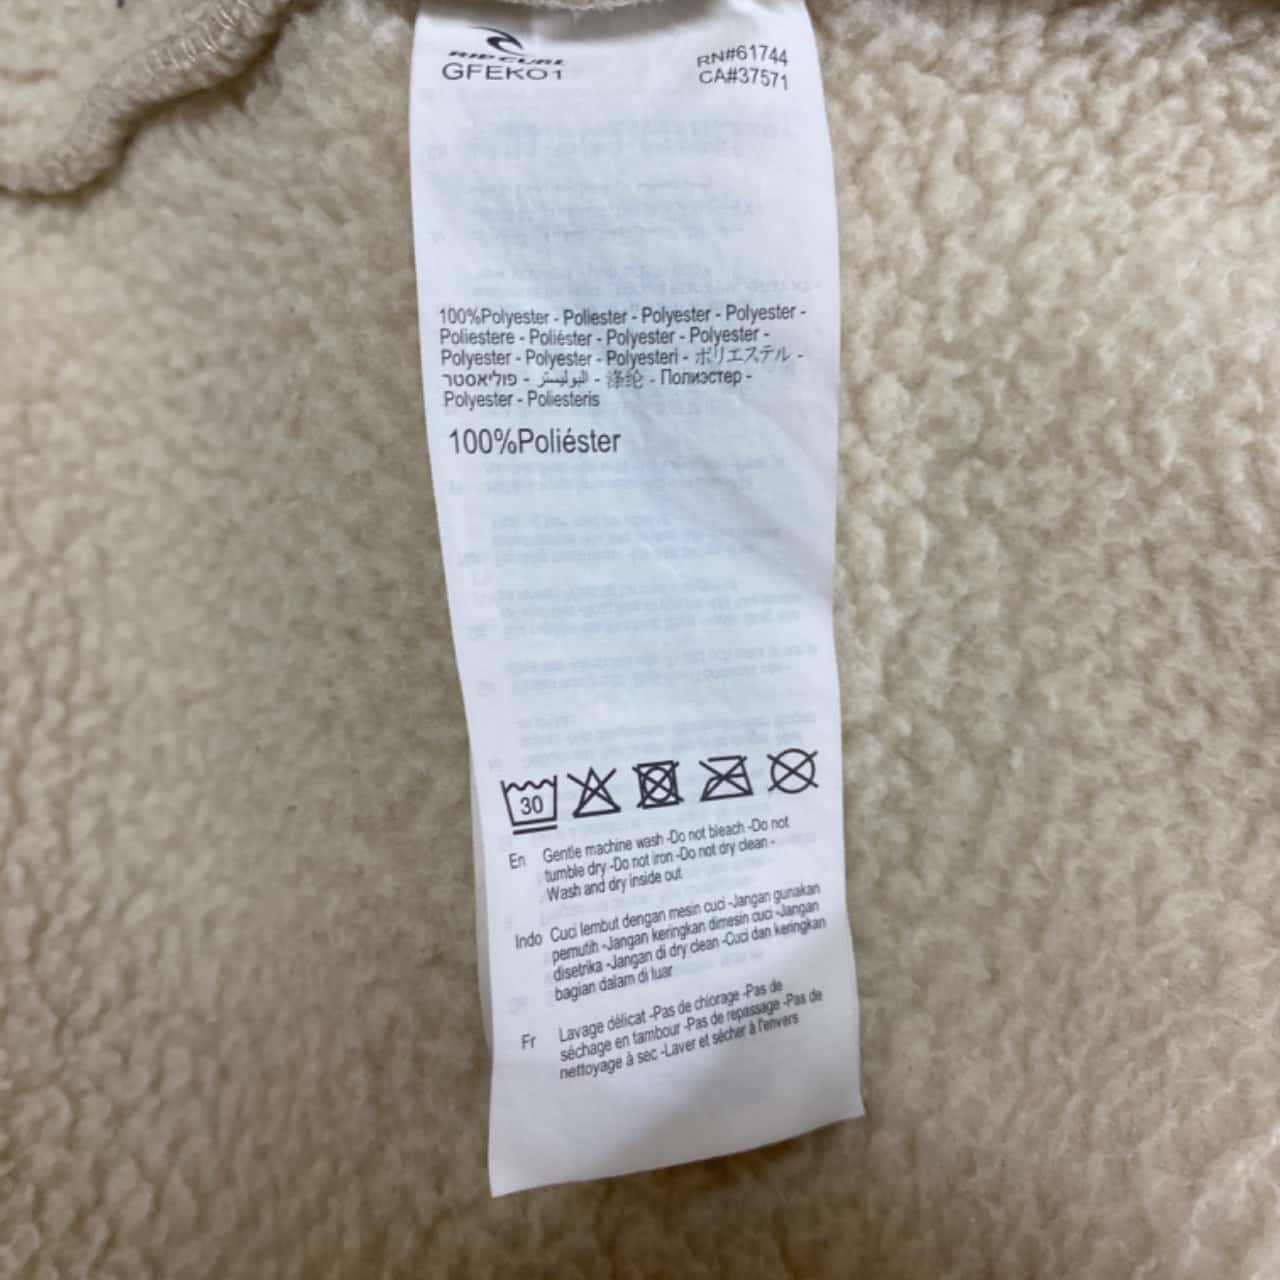 RIP CURL
GFEKO1
RN#61744
CA#37571
100%Polyester - Poliester - Polyester - Polyester -
Poliestere - Poliéster - Polyester - Polyester -
Polyester - Polyester - Polyesteri - ポリエステル -
פוליאסטר - البوليستر - 涤纶 - Полиэстер -
Polyester - Poliesteris
100%Poliéster
30
En Gentle machine wash -Do not bleach -Do not
tumble dry -Do not iron -Do not dry clean -
Wash and dry inside out
Indo Cuci lembut dengan mesin cuci -Jangan gunakan
pemutih -Jangan keringkan dimesin cuci -Jangan
disetrika -Jangan di dry clean -Cuci dan keringkan
bagian dalam di luar
Fr Lavage délicat -Pas de chlorage -Pas de
séchage en tambour -Pas de repassage -Pas de
nettoyage à sec -Laver et sécher à l'envers